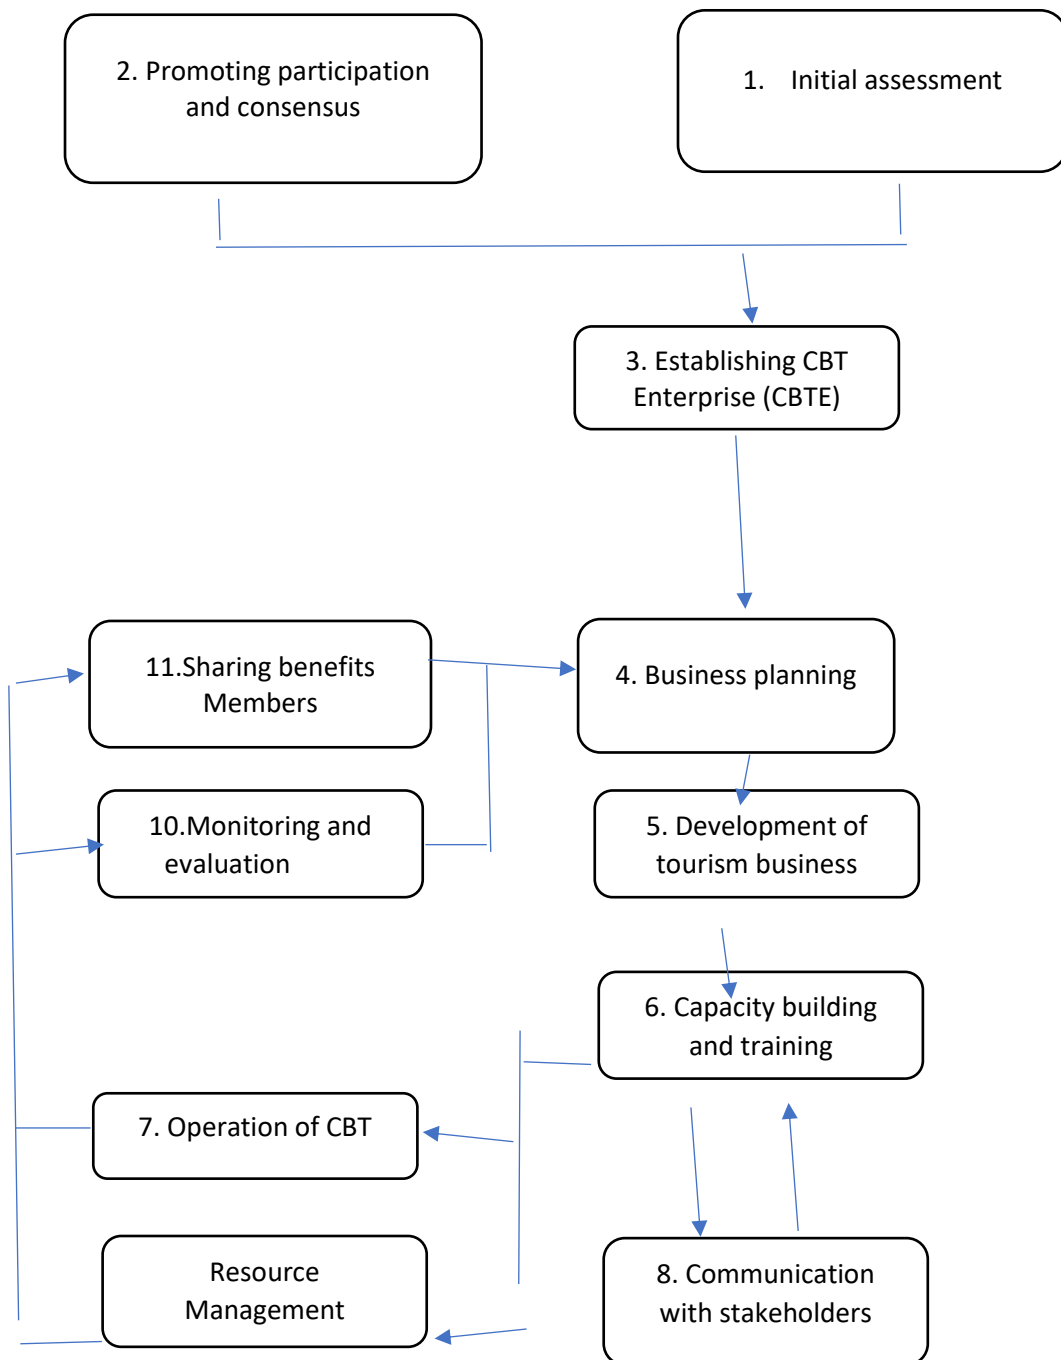 2. Promoting participation
and consensus
1. Initial assessment
3. Establishing CBT
Enterprise (CBTE)
11.Sharing benefits
Members
4. Business planning
10.Monitoring and
evaluation
5. Development of
tourism business
6. Capacity building
and training
7. Operation of CBT
Resource
Management
8. Communication
with stakeholders